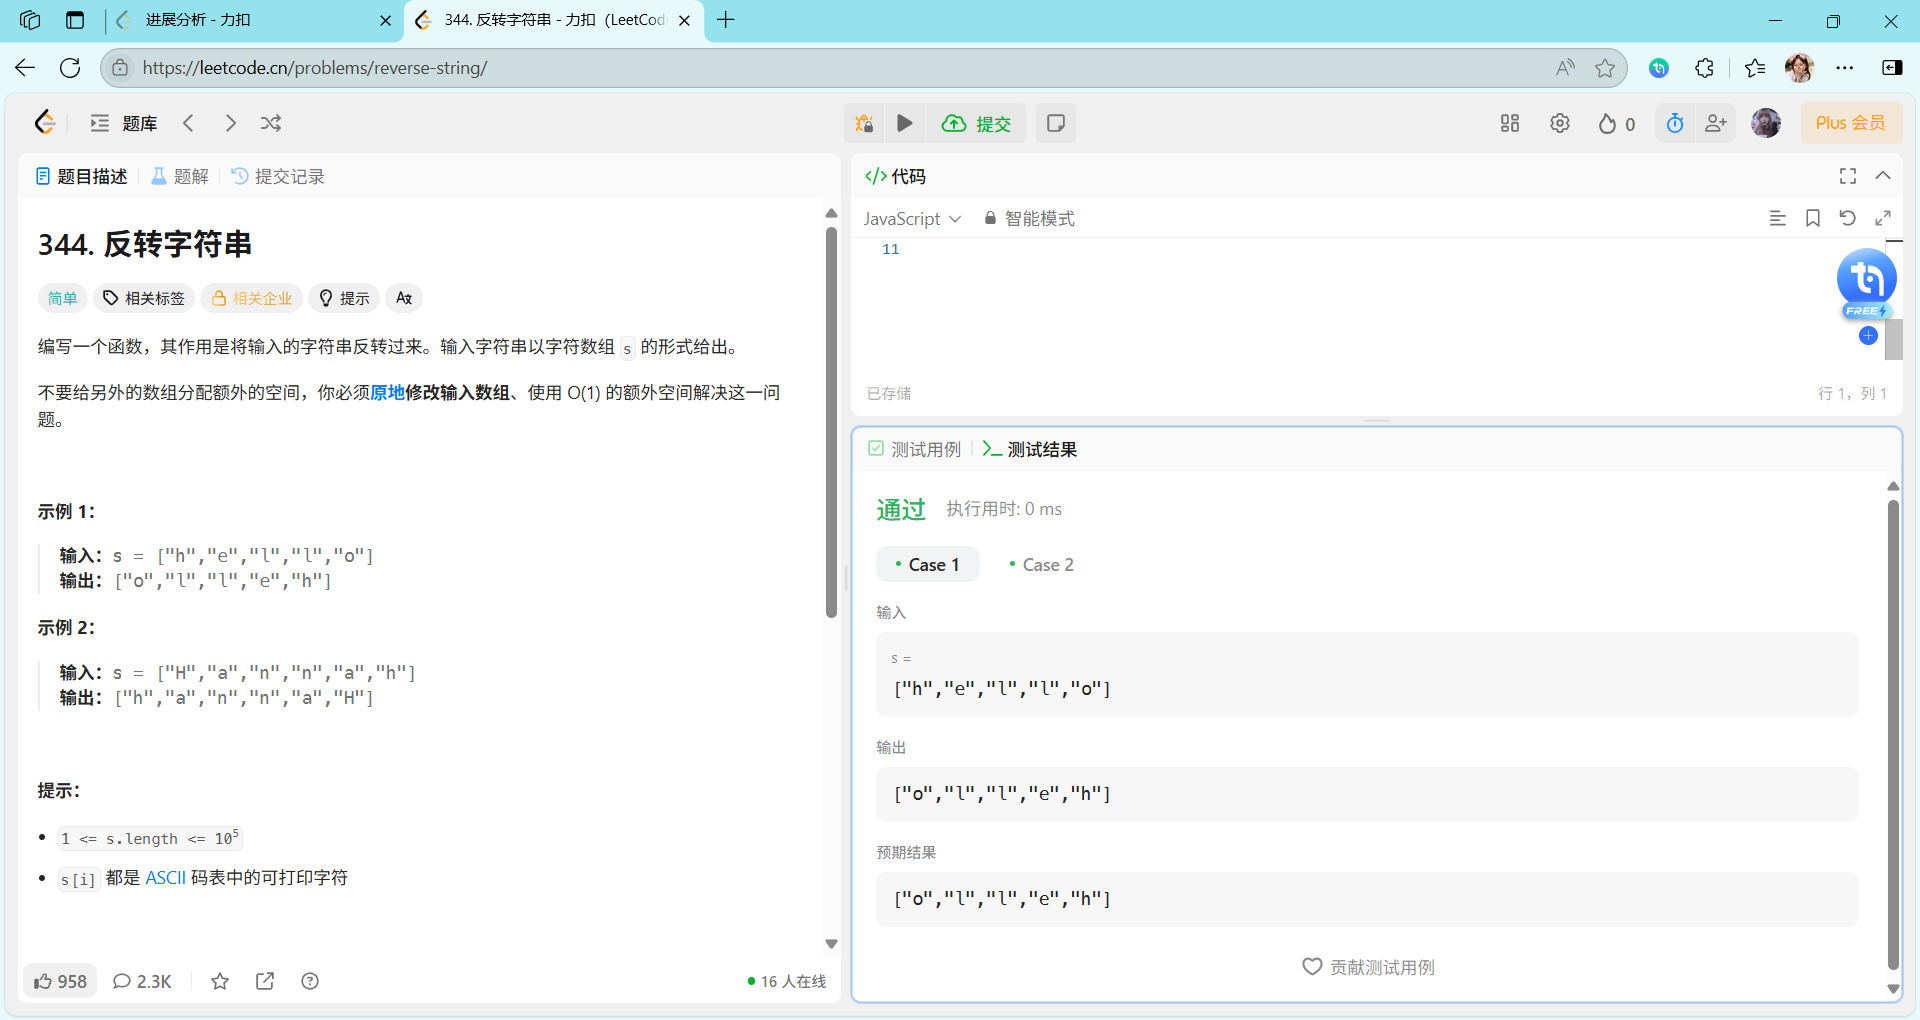 进展分析 - 力扣
344. 反转字符串 - 力扣（LeetCod
https://leetcode.cn/problems/reverse-string/
题库
提交
0
Plus 会员
题目描述
题解
提交记录
344. 反转字符串
简单
相关标签
相关企业
提示
编写一个函数，其作用是将输入的字符串反转过来。输入字符串以字符数组 s 的形式给出。
不要给另外的数组分配额外的空间，你必须原地修改输入数组、使用 O(1) 的额外空间解决这一问
题。
示例 1：
输入：s = ["h","e","l","l","o"]
输出：["o","l","l","e","h"]
示例 2：
输入：s = ["H","a","n","n","a","h"]
输出：["h","a","n","n","a","H"]
提示：
1 <= s.length <= 10⁵
s[i] 都是 ASCII 码表中的可打印字符
958
2.3K
16 人在线
</> 代码
JavaScript
智能模式
11
FREE
已存储
行 1，列 1
测试用例
测试结果
通过
执行用时: 0 ms
Case 1
Case 2
输入
s =
["h","e","l","l","o"]
输出
["o","l","l","e","h"]
预期结果
["o","l","l","e","h"]
贡献测试用例